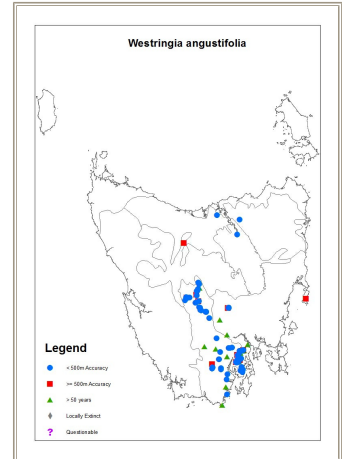 Westringia angustifolia
Legend
< 500m Accuracy
>= 500m Accuracy
> 50 years
Locally Extinct
? Questionable